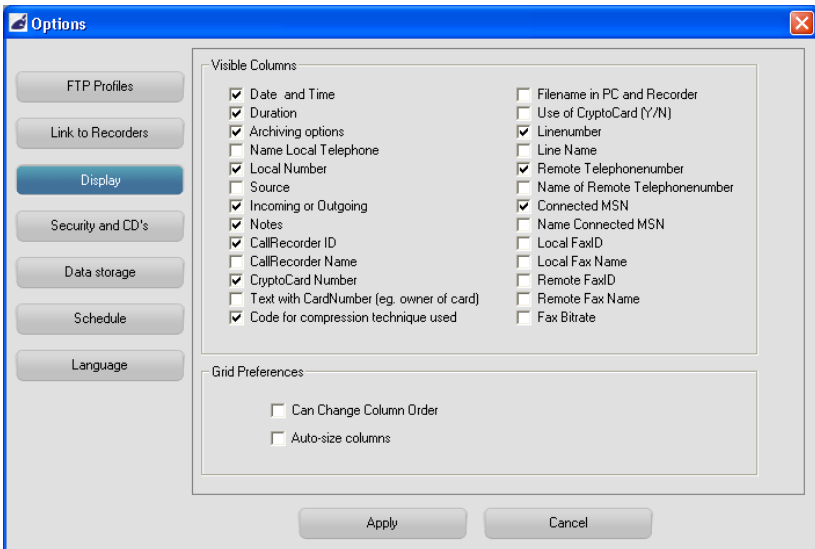 Options
FTP Profiles
Link to Recorders
Display
Security and CD's
Data storage
Schedule
Language
Visible Columns
Date and Time
Duration
Archiving options
Name Local Telephone
Local Number
Source
Incoming or Outgoing
Notes
CallRecorder ID
CallRecorder Name
CryptoCard Number
Text with CardNumber (eg. owner of card)
Code for compression technique used
Filename in PC and Recorder
Use of CryptoCard (Y/N)
Linenumber
Line Name
Remote Telephonenumber
Name of Remote Telephonenumber
Connected MSN
Name Connected MSN
Local FaxID
Local Fax Name
Remote FaxID
Remote Fax Name
Fax Bitrate
Grid Preferences
Can Change Column Order
Auto-size columns
Apply
Cancel